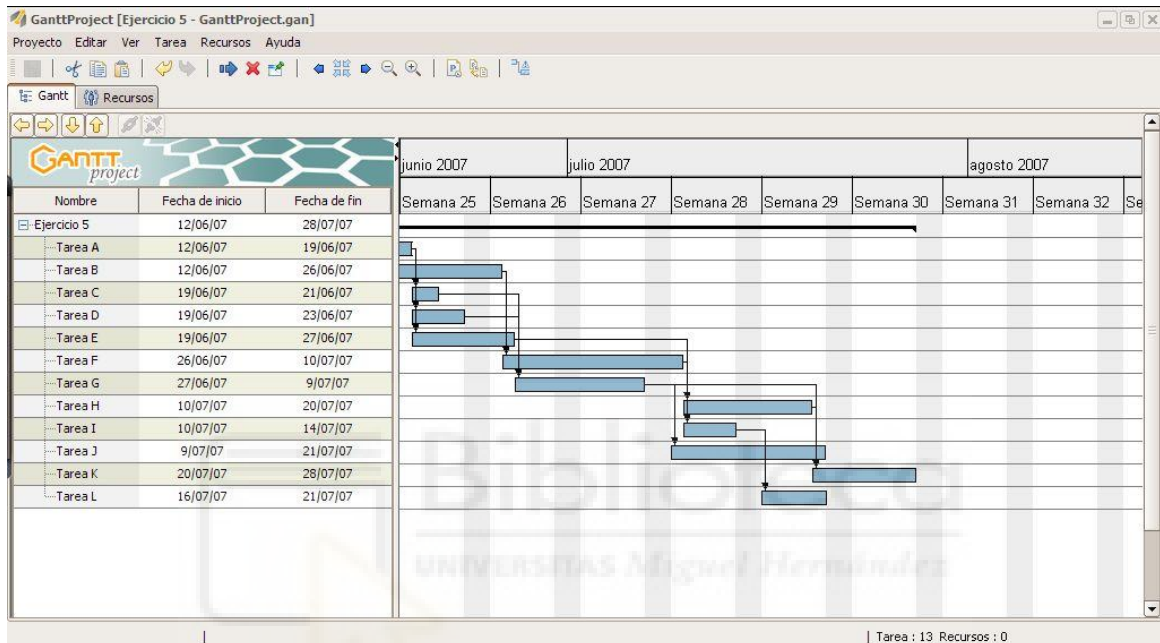 GanttProject [Ejercicio 5 - GanttProject.gan]
Proyecto Editar Ver Tarea Recursos Ayuda
Gantt Recursos
GANTT project
junio 2007 julio 2007 agosto 2007
Nombre Fecha de inicio Fecha de fin Semana 25 Semana 26 Semana 27 Semana 28 Semana 29 Semana 30 Semana 31 Semana 32 Se
Ejercicio 5 12/06/07 28/07/07
Tarea A 12/06/07 19/06/07
Tarea B 12/06/07 26/06/07
Tarea C 19/06/07 21/06/07
Tarea D 19/06/07 23/06/07
Tarea E 19/06/07 27/06/07
Tarea F 26/06/07 10/07/07
Tarea G 27/06/07 9/07/07
Tarea H 10/07/07 20/07/07
Tarea I 10/07/07 14/07/07
Tarea J 9/07/07 21/07/07
Tarea K 20/07/07 28/07/07
Tarea L 16/07/07 21/07/07
Biblioteca
UNIVERSITAS Miguel Hernández
Tarea : 13 Recursos : 0